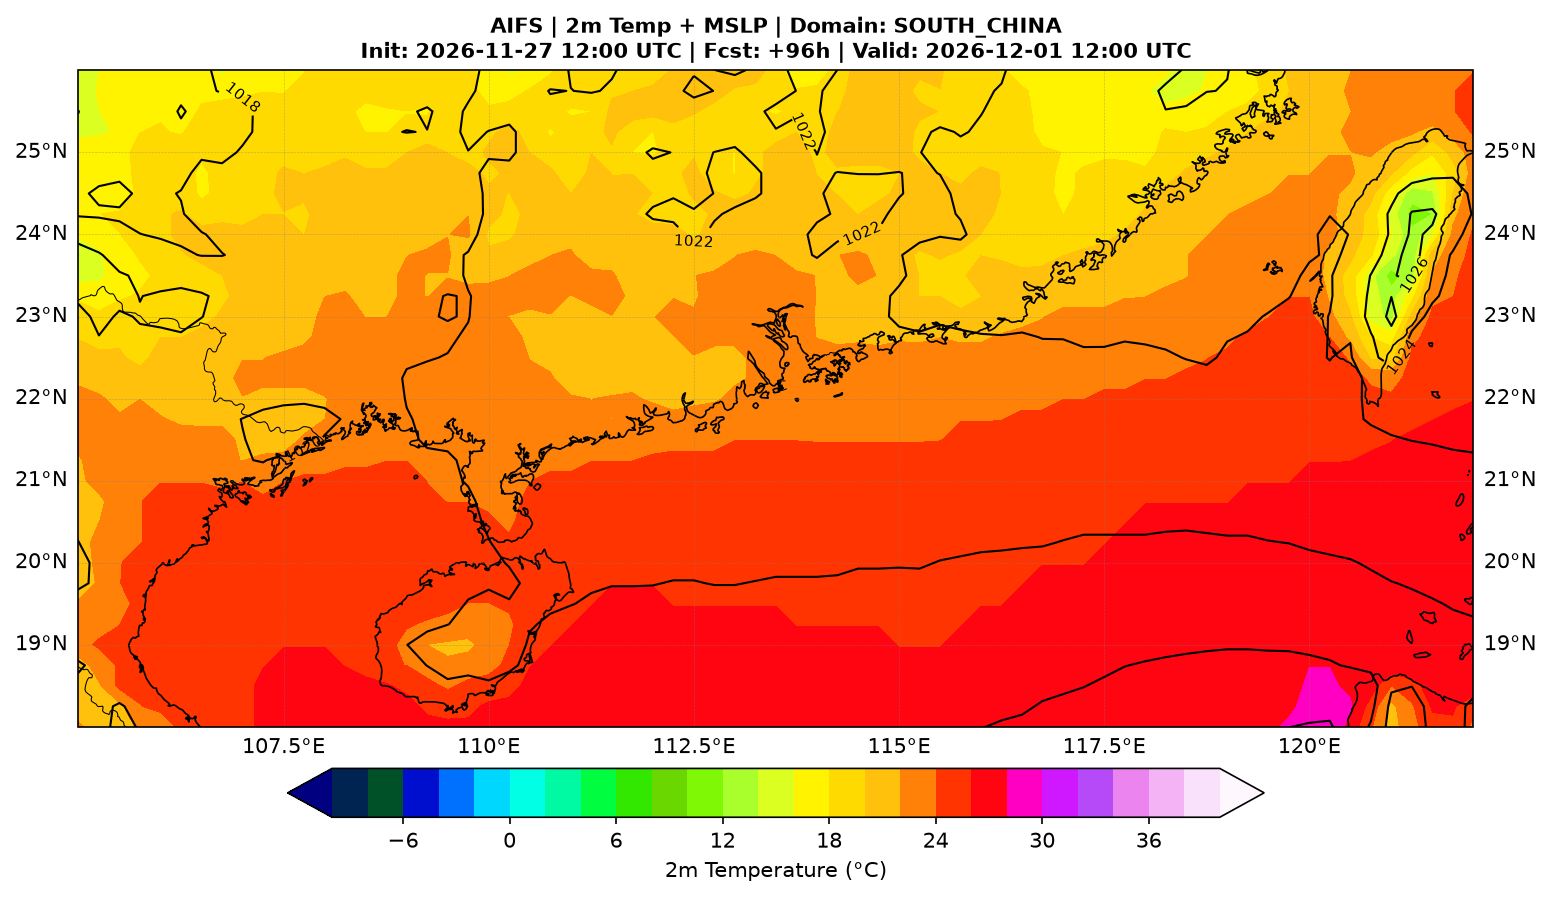 AIFS | 2m Temp + MSLP | Domain: SOUTH_CHINA
Init: 2026-11-27 12:00 UTC | Fcst: +96h | Valid: 2026-12-01 12:00 UTC
1018
1022
25°N
25°N
24°N
1022
1022
24°N
1026
23°N
23°N
1024
22°N
22°N
21°N
21°N
20°N
20°N
19°N
19°N
107.5°E
110°E
112.5°E
115°E
117.5°E
120°E
−6
0
6
12
18
24
30
36
2m Temperature (°C)